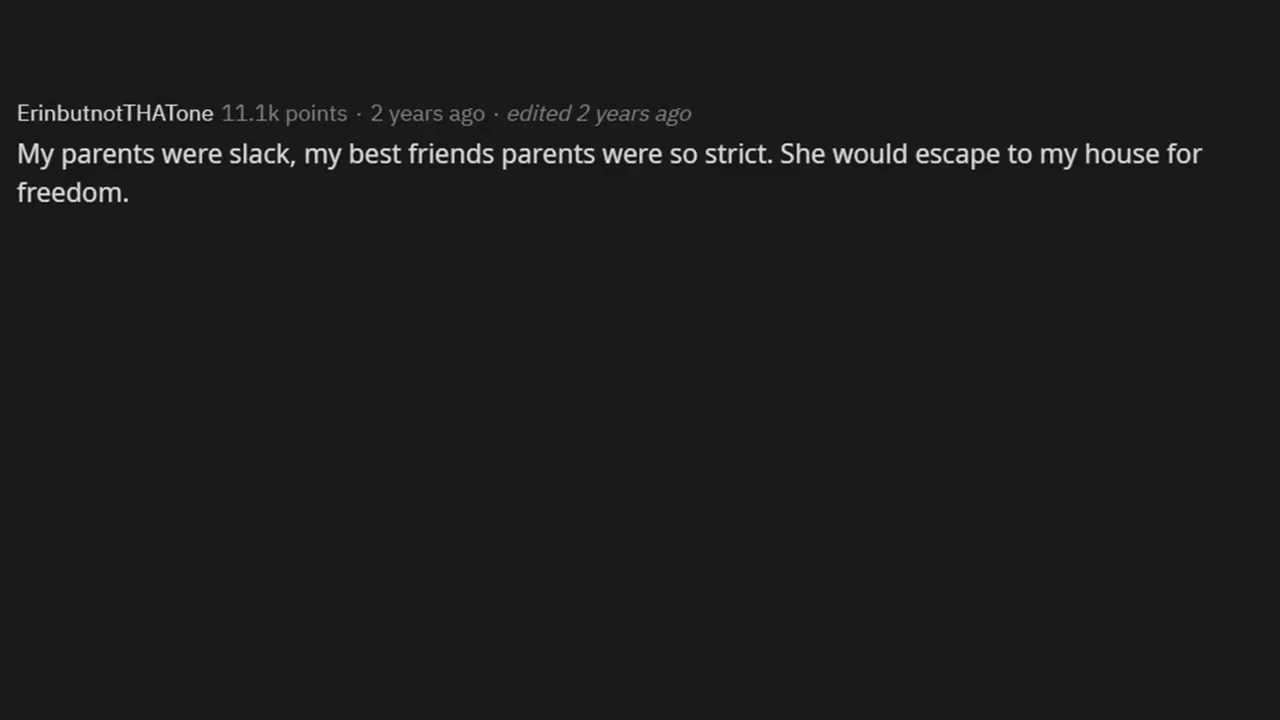 ErinbutnotTHATone 11.1k points · 2 years ago · edited 2 years ago
My parents were slack, my best friends parents were so strict. She would escape to my house for
freedom.